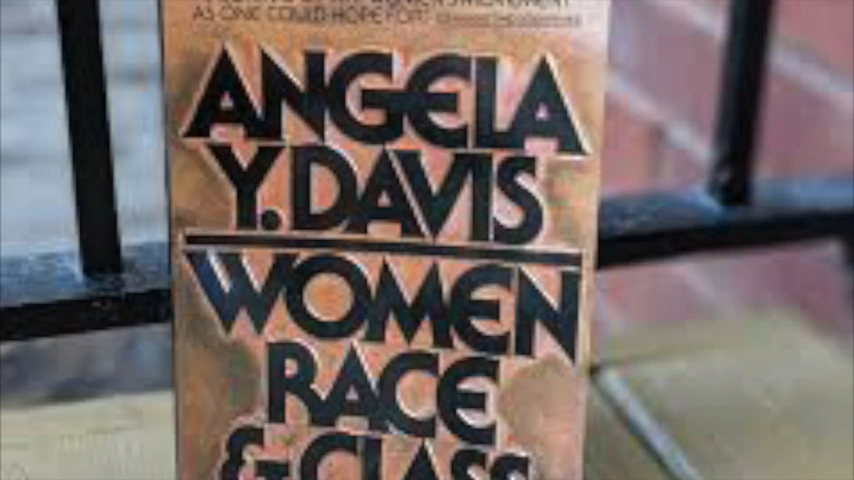 AS ONE COULD HOPE FOR."
ANGELA
Y. DAVIS
WOMEN
RACE
& CLASS